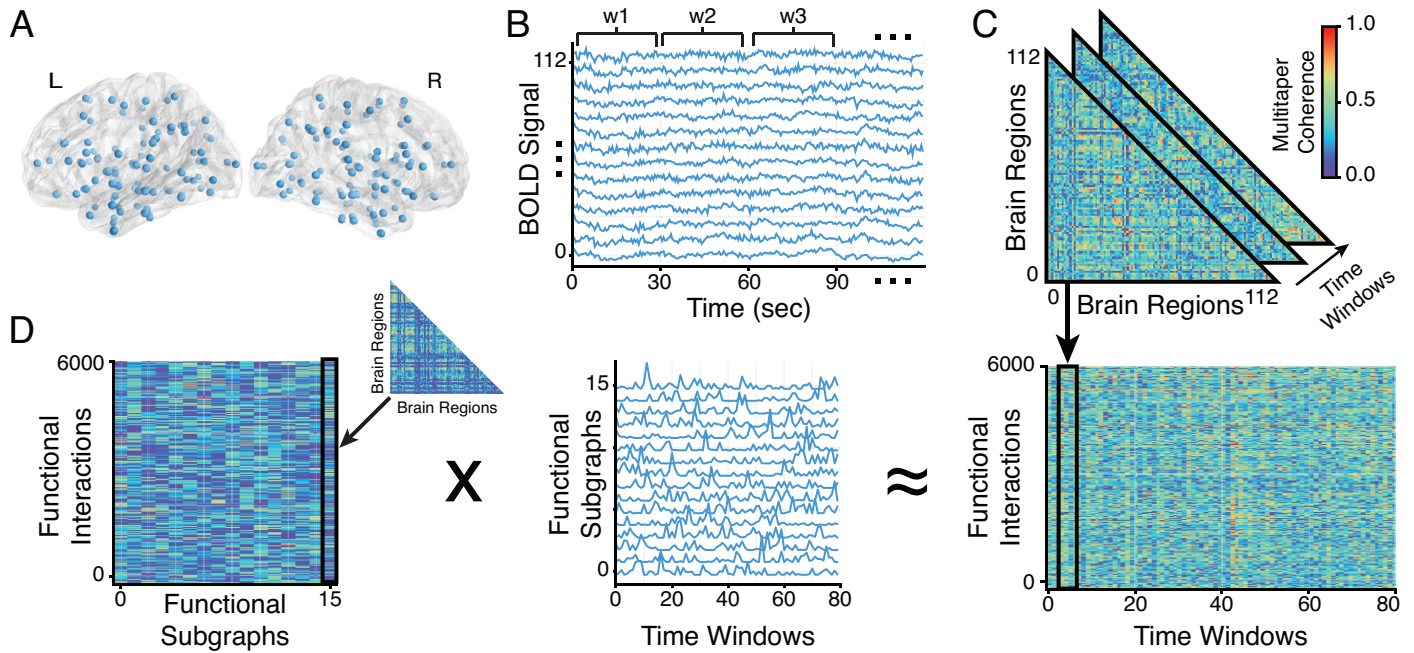 A
L
R
B
w1
w2
w3
112
BOLD Signal
0
0
30
60
90
Time (sec)
C
112
Brain Regions
0
0
Brain Regions
112
Time
Windows
Multitaper
Coherence
1.0
0.5
0.0
D
6000
Functional
Interactions
0
0
15
Functional
Subgraphs
Brain Regions
Brain Regions
X
15
Functional
Subgraphs
0
0
20
40
60
80
Time Windows
≈
6000
Functional
Interactions
0
0
20
40
60
80
Time Windows